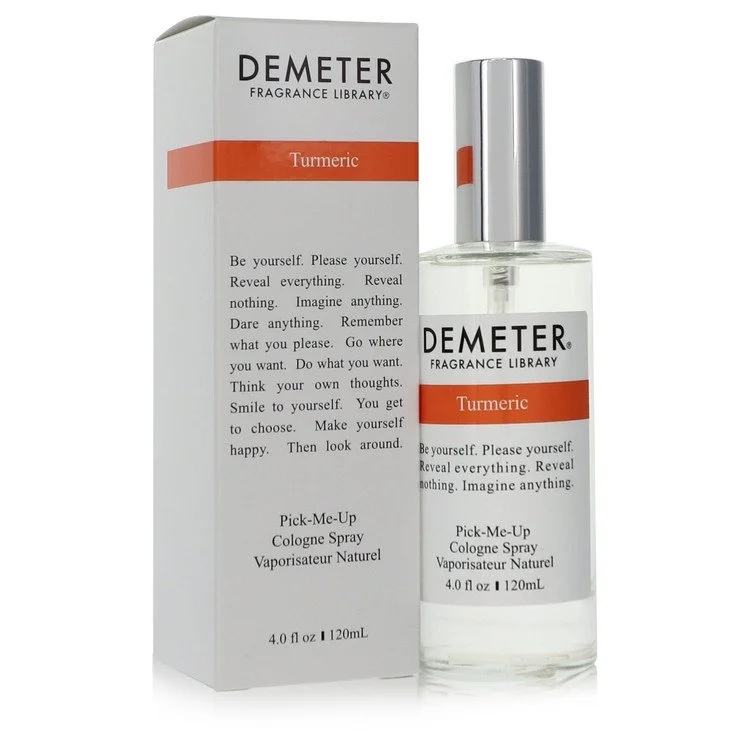 DEMETER
FRAGRANCE LIBRARY®
Turmeric
Be yourself. Please yourself.
Reveal everything. Reveal
nothing. Imagine anything.
Dare anything. Remember
what you please. Go where
you want. Do what you want.
Think your own thoughts.
Smile to yourself. You get
to choose. Make yourself
happy. Then look around.
Pick-Me-Up
Cologne Spray
Vaporisateur Naturel
4.0 fl oz 120mL
DEMETER®
FRAGRANCE LIBRARY
Turmeric
Be yourself. Please yourself.
Reveal everything. Reveal
nothing. Imagine anything.
Pick-Me-Up
Cologne Spray
Vaporisateur Naturel
4.0 fl oz 120mL